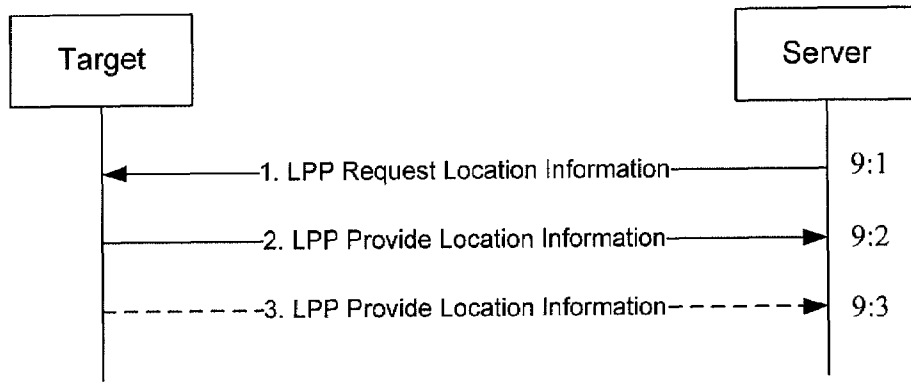 Target
Server
1. LPP Request Location Information
9:1
2. LPP Provide Location Information
9:2
3. LPP Provide Location Information
9:3